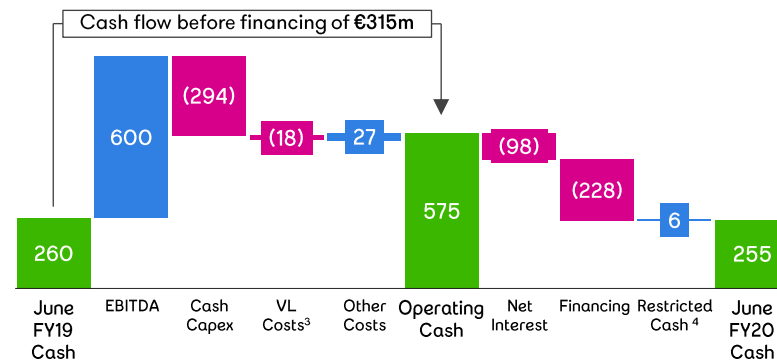 Cash flow before financing of €315m
260
600
(294)
(18)
27
575
(98)
(228)
6
255
June
FY19
Cash
EBITDA
Cash
Capex
VL
Costs³
Other
Costs
Operating
Cash
Net
Interest
Financing
Restricted
Cash ⁴
June
FY20
Cash